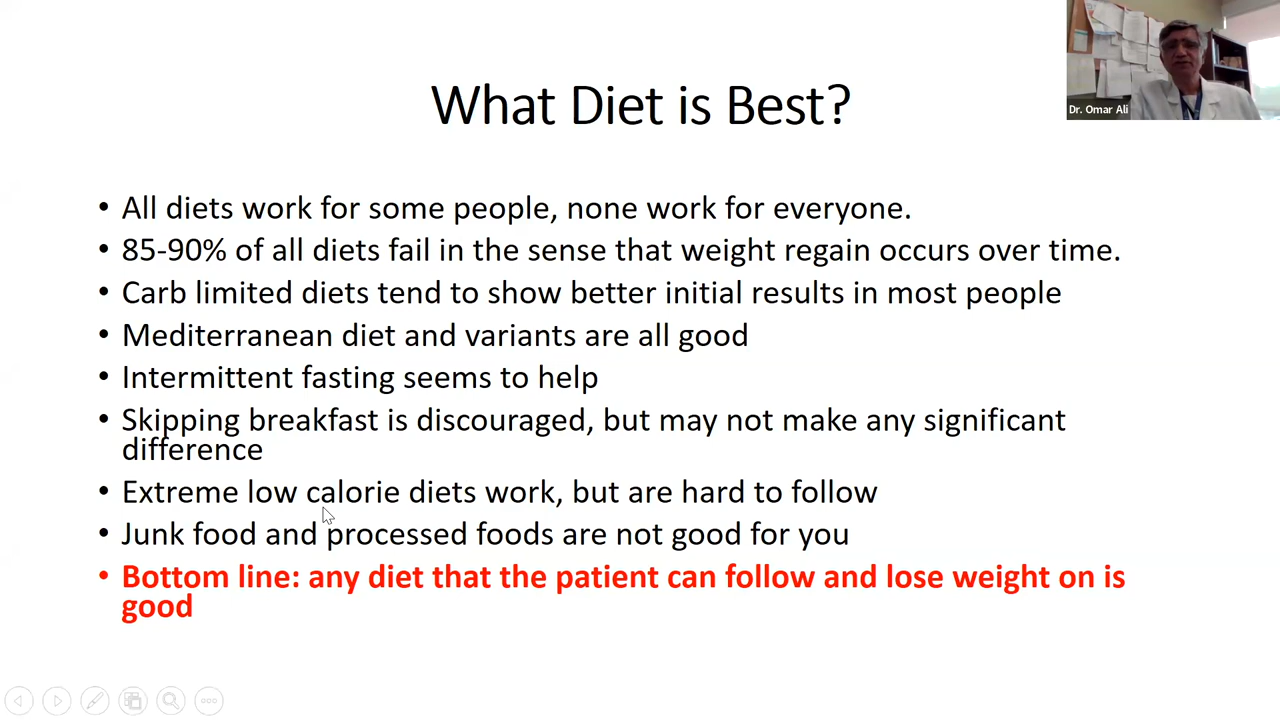 What Diet is Best?
Dr. Omar Ali
• All diets work for some people, none work for everyone.
• 85-90% of all diets fail in the sense that weight regain occurs over time.
• Carb limited diets tend to show better initial results in most people
• Mediterranean diet and variants are all good
• Intermittent fasting seems to help
• Skipping breakfast is discouraged, but may not make any significant
difference
• Extreme low calorie diets work, but are hard to follow
• Junk food and processed foods are not good for you
• Bottom line: any diet that the patient can follow and lose weight on is
good